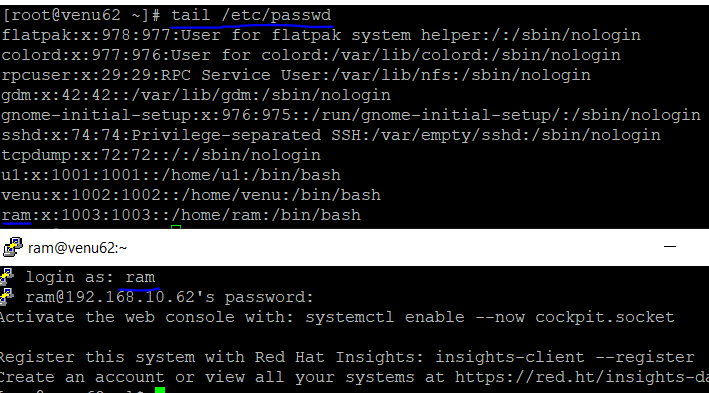 [root@venu62 ~]# tail /etc/passwd
flatpak:x:978:977:User for flatpak system helper:/:/sbin/nologin
colord:x:977:976:User for colord:/var/lib/colord:/sbin/nologin
rpcuser:x:29:29:RPC Service User:/var/lib/nfs:/sbin/nologin
gdm:x:42:42::/var/lib/gdm:/sbin/nologin
gnome-initial-setup:x:976:975::/run/gnome-initial-setup/:/sbin/nologin
sshd:x:74:74:Privilege-separated SSH:/var/empty/sshd:/sbin/nologin
tcpdump:x:72:72::/:/sbin/nologin
u1:x:1001:1001::/home/u1:/bin/bash
venu:x:1002:1002::/home/venu:/bin/bash
ram:x:1003:1003::/home/ram:/bin/bash
ram@venu62:~
login as: ram
ram@192.168.10.62's password:
Activate the web console with: systemctl enable --now cockpit.socket
Register this system with Red Hat Insights: insights-client --register
Create an account or view all your systems at https://red.ht/insights-da